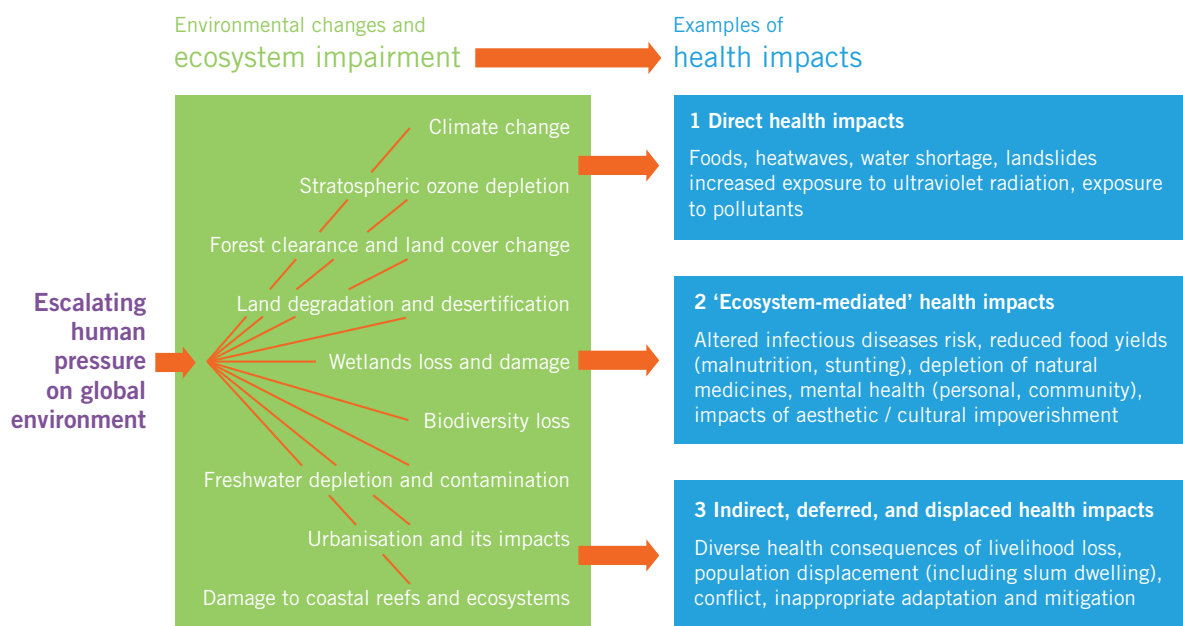 Environmental changes and
ecosystem impairment
Examples of
health impacts
Escalating
human
pressure
on global
environment
Climate change
Stratospheric ozone depletion
Forest clearance and land cover change
Land degradation and desertification
Wetlands loss and damage
Biodiversity loss
Freshwater depletion and contamination
Urbanisation and its impacts
Damage to coastal reefs and ecosystems
1 Direct health impacts
Foods, heatwaves, water shortage, landslides
increased exposure to ultraviolet radiation, exposure
to pollutants
2 ‘Ecosystem-mediated’ health impacts
Altered infectious diseases risk, reduced food yields
(malnutrition, stunting), depletion of natural
medicines, mental health (personal, community),
impacts of aesthetic / cultural impoverishment
3 Indirect, deferred, and displaced health impacts
Diverse health consequences of livelihood loss,
population displacement (including slum dwelling),
conflict, inappropriate adaptation and mitigation